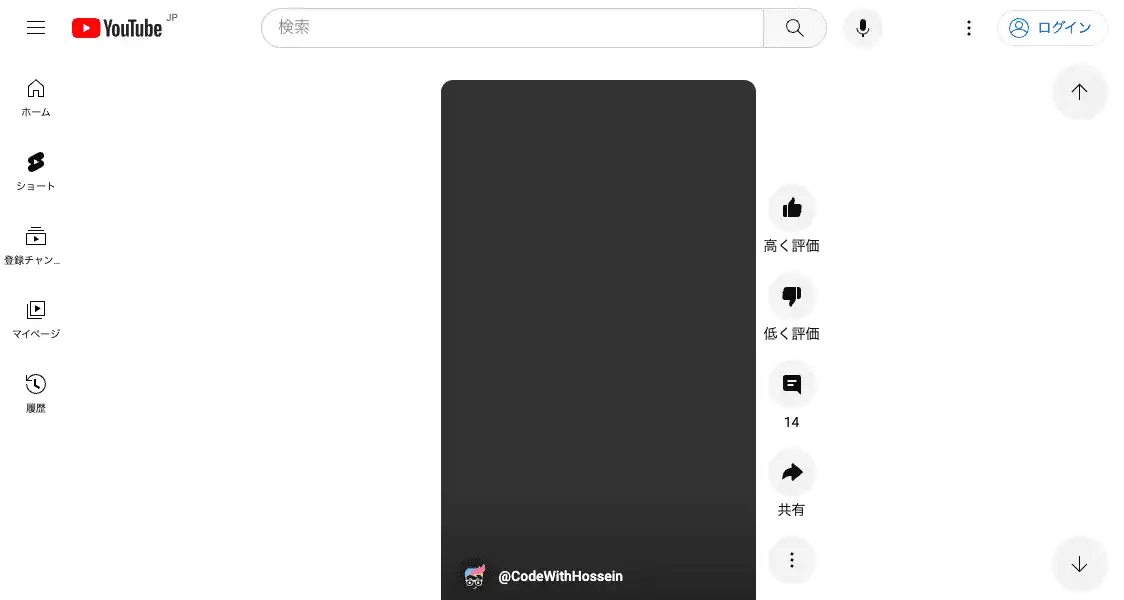 YouTube JP
検索
ログイン
ホーム
ショート
登録チャン...
マイページ
履歴
高く評価
低く評価
14
共有
@CodeWithHossein